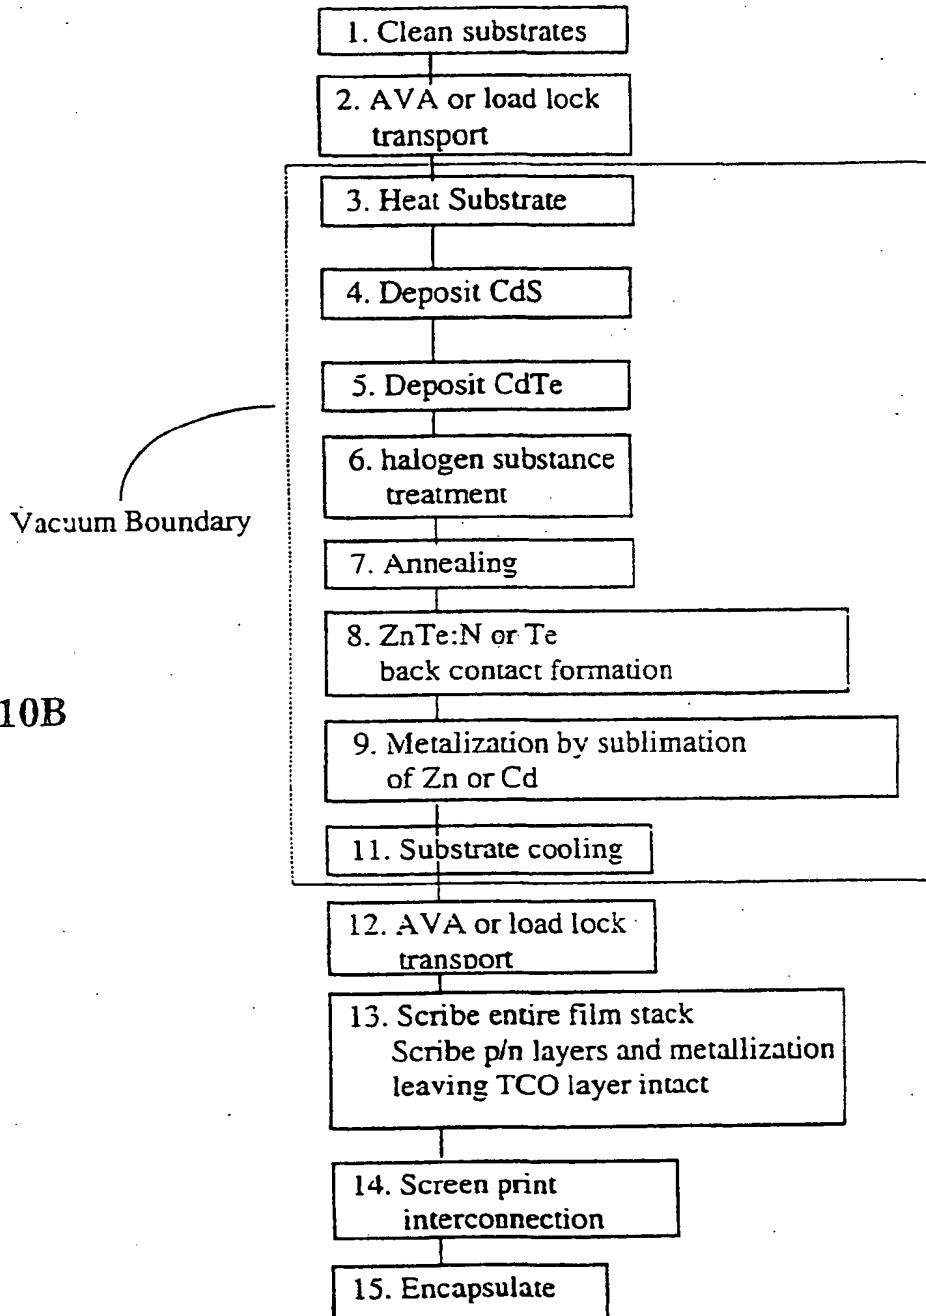 1. Clean substrates
2. AVA or load lock
transport
3. Heat Substrate
4. Deposit CdS
5. Deposit CdTe
6. halogen substance
treatment
Vacuum Boundary
7. Annealing
8. ZnTe:N or Te
back contact formation
10B
9. Metalization by sublimation
of Zn or Cd
11. Substrate cooling
12. AVA or load lock
transport
13. Scribe entire film stack
Scribe p/n layers and metallization
leaving TCO layer intact
14. Screen print
interconnection
15. Encapsulate